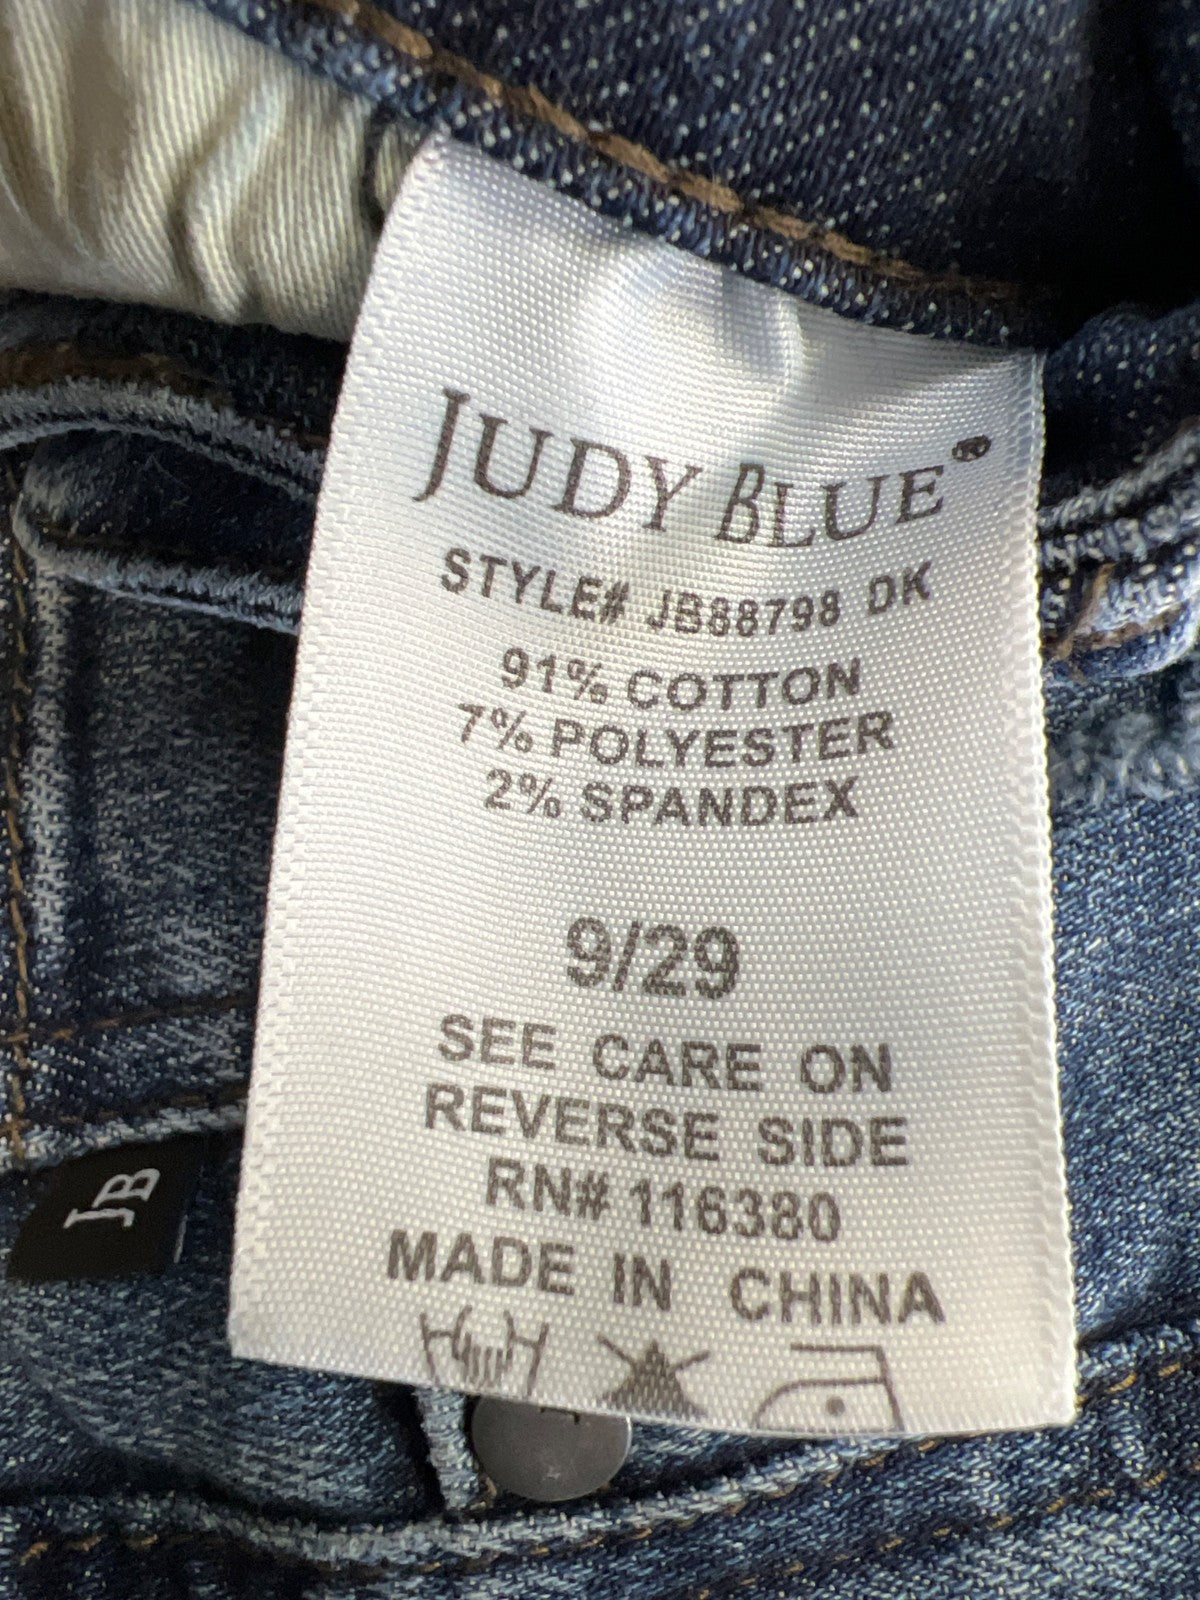 JUDY BLUE®
STYLE# JB88798 DK
91% COTTON
7% POLYESTER
2% SPANDEX
9/29
SEE CARE ON
REVERSE SIDE
RN# 116380
MADE IN CHINA
JB